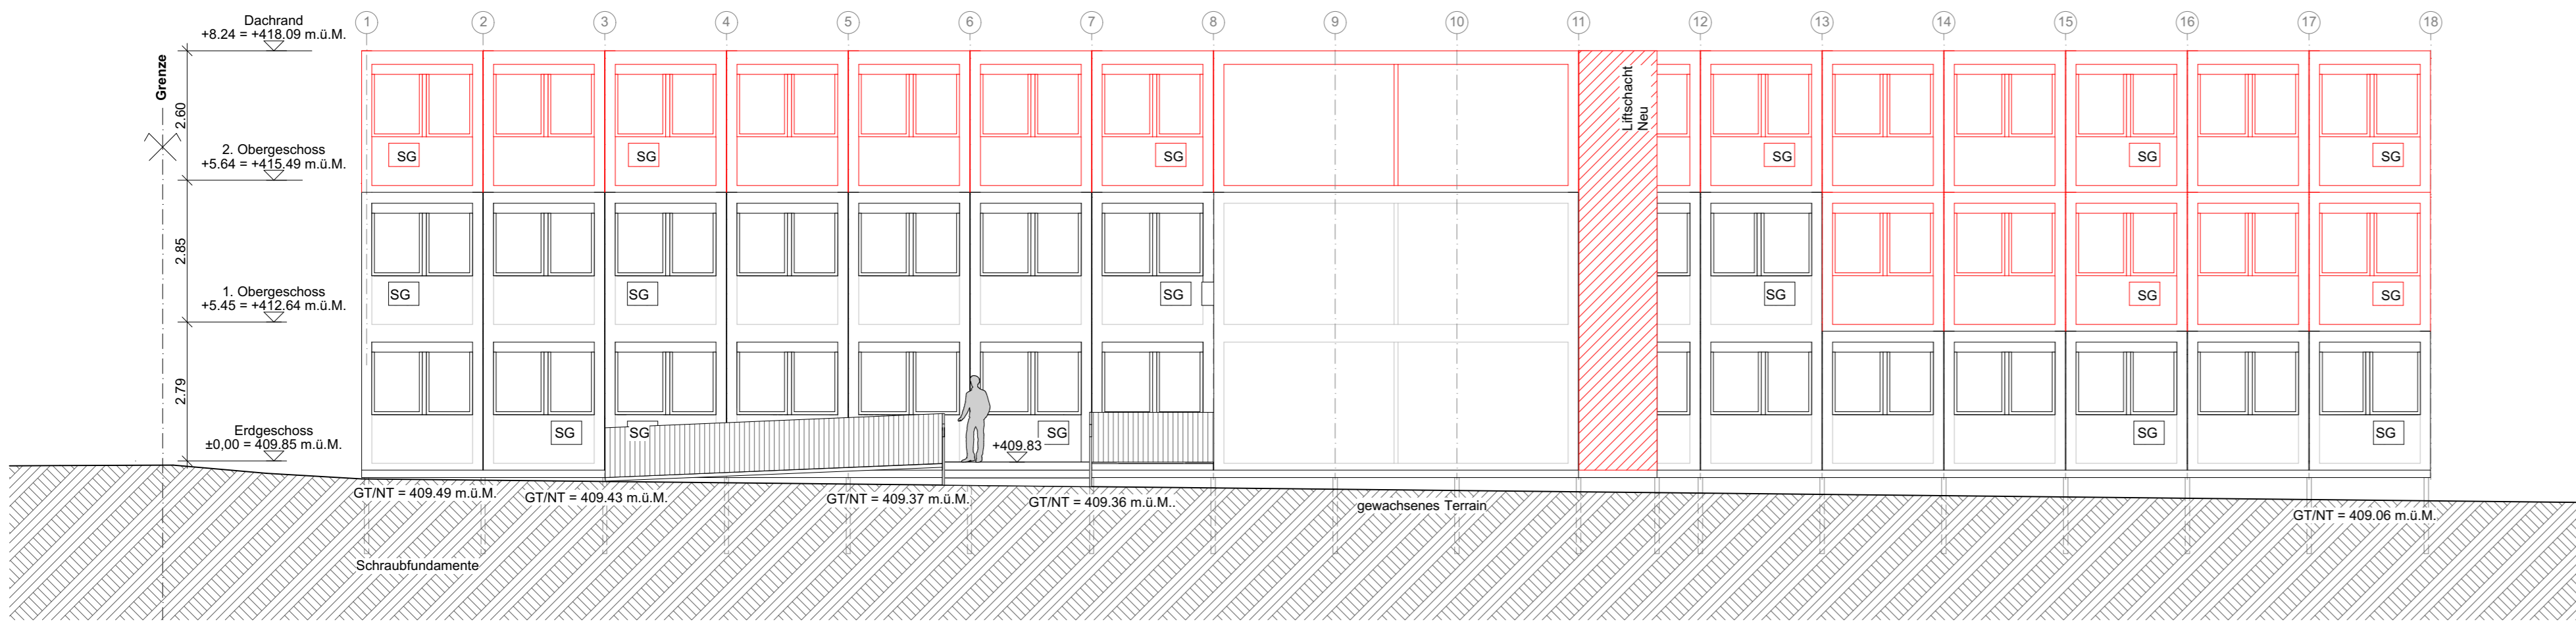 Dachrand
+8.24 = +418.09 m.ü.M.
1 2 3 4 5 6 7 8 9 10 11 12 13 14 15 16 17 18
Grenze
2.60
Liftschacht
Neu
2. Obergeschoss
+5.64 = +415.49 m.ü.M.
SG SG SG SG SG SG
2.85
1. Obergeschoss
+5.45 = +412.64 m.ü.M.
SG SG SG SG SG SG
2.79
Erdgeschoss
±0,00 = 409.85 m.ü.M.
SG SG SG SG SG
+409.83
GT/NT = 409.49 m.ü.M.
GT/NT = 409.43 m.ü.M.
GT/NT = 409.37 m.ü.M.
GT/NT = 409.36 m.ü.M..
gewachsenes Terrain
GT/NT = 409.06 m.ü.M.
Schraubfundamente